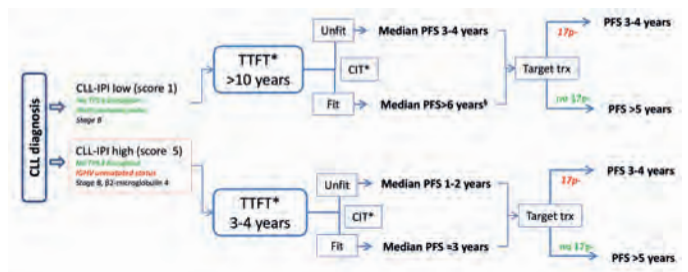 CLL diagnosis
CLL-IPI low (score 1)
No TP53 disruption
Stage B
TTFT*
>10 years
Unfit
CIT*
Fit
Median PFS 3-4 years
Median PFS>6 years§
Target trx
17p-
no 17p-
PFS 3-4 years
PFS >5 years
CLL-IPI high (score 5)
No TP53 disruption
IGHV unmutated status
Stage B, β2-microglobulin 4
TTFT*
3-4 years
Unfit
CIT*
Fit
Median PFS 1-2 years
Median PFS ≈3 years
Target trx
17p-
no 17p-
PFS 3-4 years
PFS >5 years